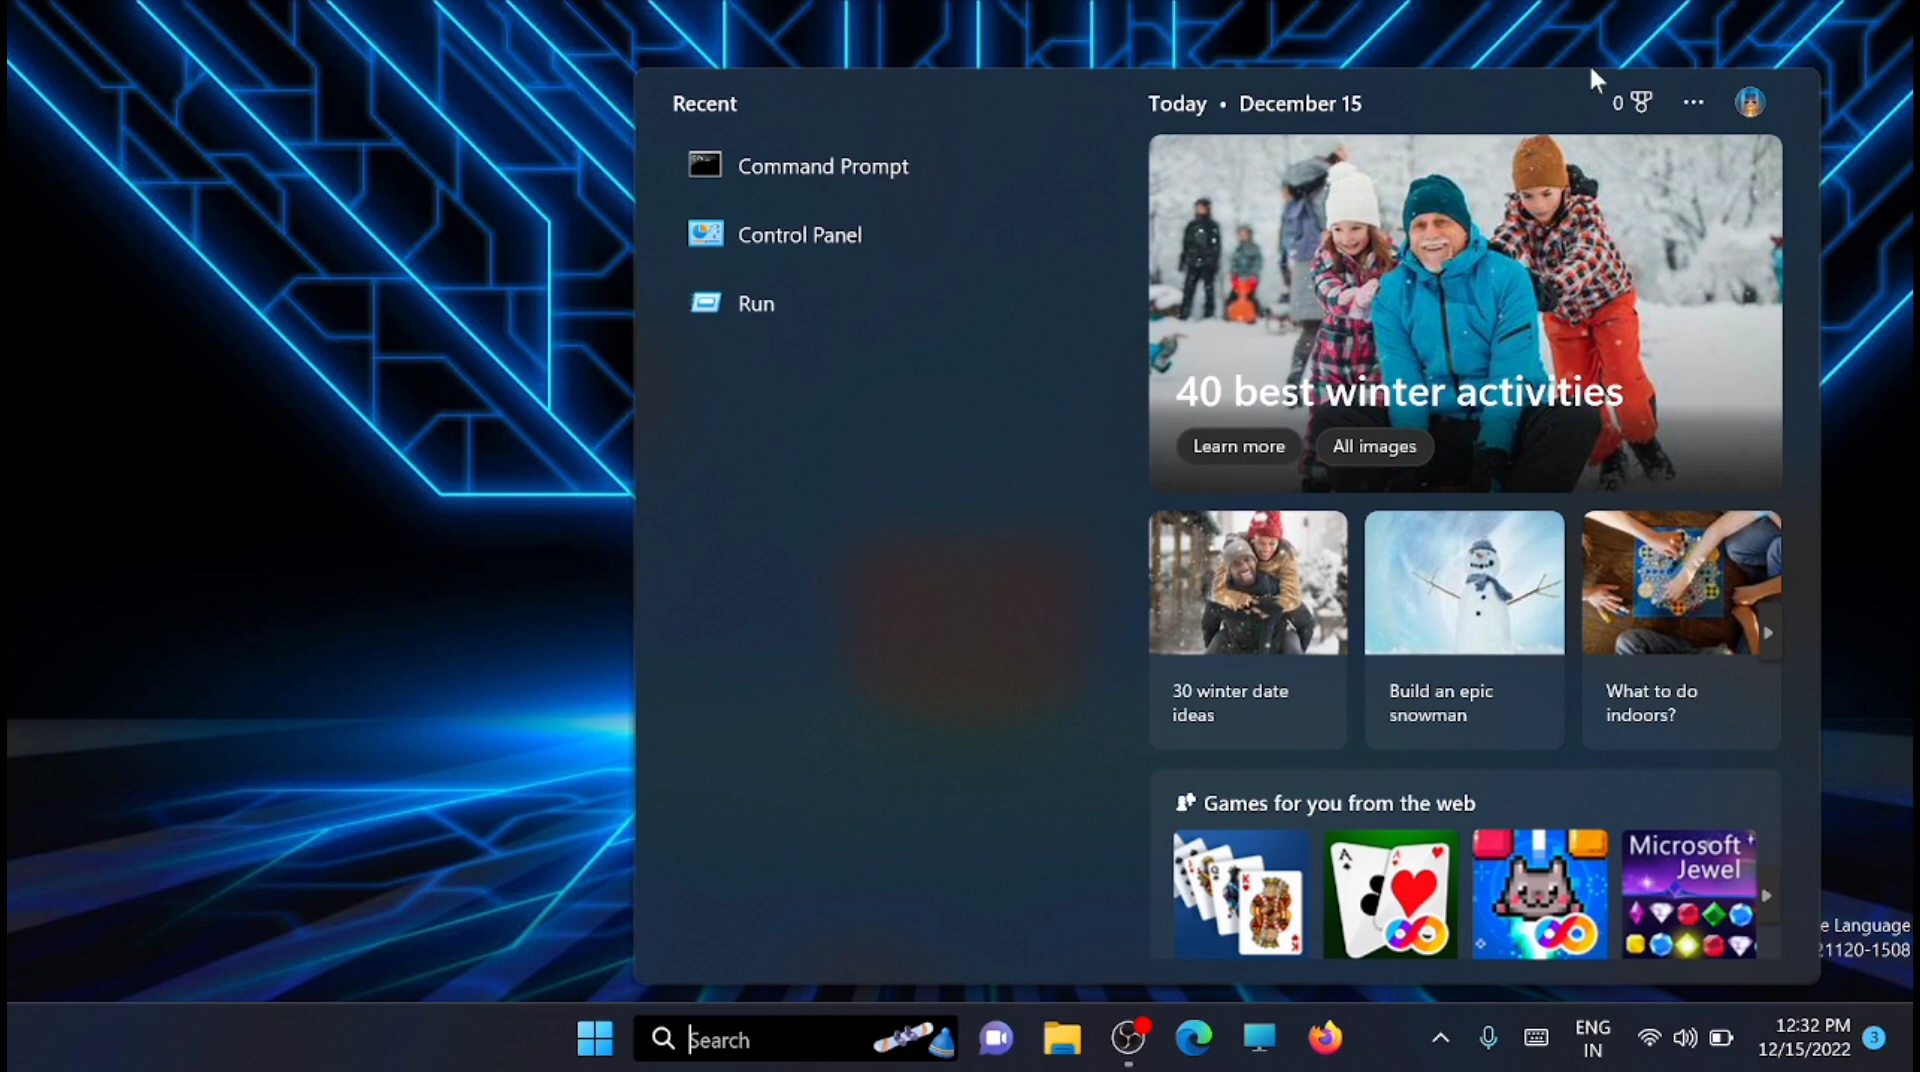 Recent
Command Prompt
Control Panel
Run
Today • December 15
0
40 best winter activities
Learn more
All images
30 winter date
ideas
Build an epic
snowman
What to do
indoors?
Games for you from the web
Microsoft
Jewel
e Language
21120-1508
Search
ENG
IN
12:32 PM
12/15/2022
3